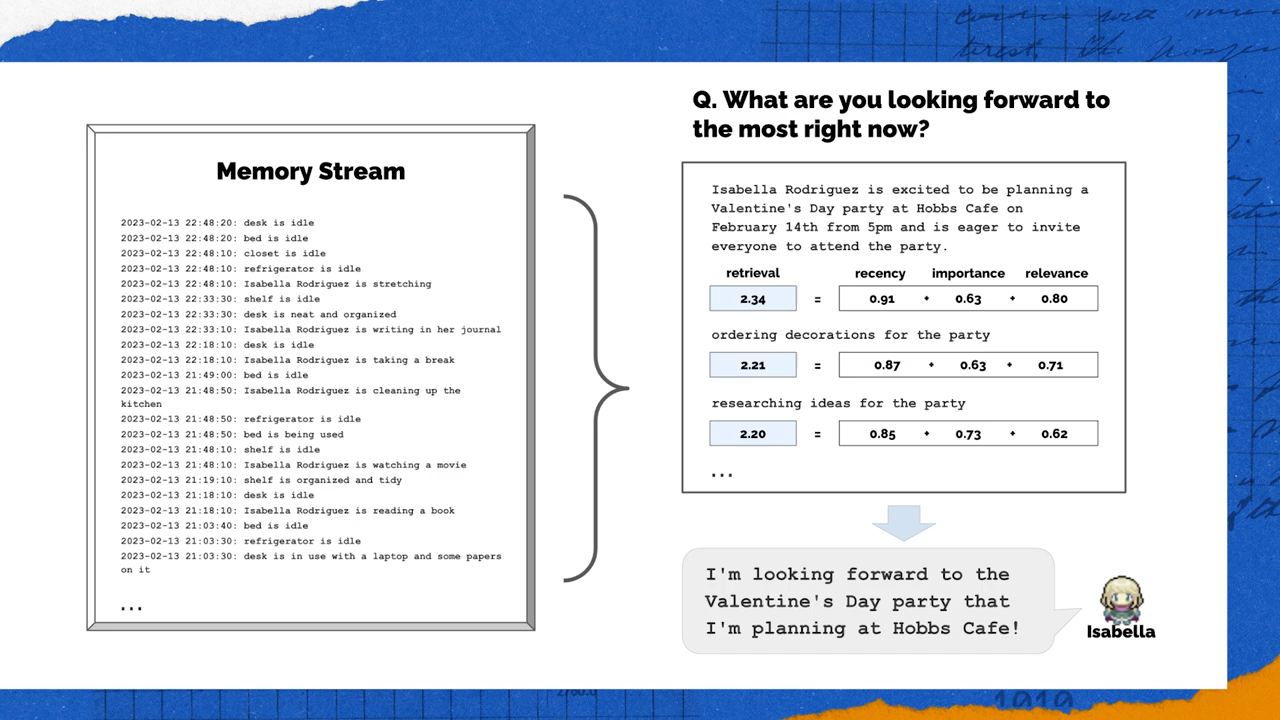 Memory Stream
2023-02-13 22:48:20: desk is idle
2023-02-13 22:48:20: bed is idle
2023-02-13 22:48:10: closet is idle
2023-02-13 22:48:10: refrigerator is idle
2023-02-13 22:48:10: Isabella Rodriguez is stretching
2023-02-13 22:33:30: shelf is idle
2023-02-13 22:33:30: desk is neat and organized
2023-02-13 22:33:10: Isabella Rodriguez is writing in her journal
2023-02-13 22:18:10: desk is idle
2023-02-13 22:18:10: Isabella Rodriguez is taking a break
2023-02-13 21:49:00: bed is idle
2023-02-13 21:48:50: Isabella Rodriguez is cleaning up the
kitchen
2023-02-13 21:48:50: refrigerator is idle
2023-02-13 21:48:50: bed is being used
2023-02-13 21:48:10: shelf is idle
2023-02-13 21:48:10: Isabella Rodriguez is watching a movie
2023-02-13 21:19:10: shelf is organized and tidy
2023-02-13 21:18:10: desk is idle
2023-02-13 21:18:10: Isabella Rodriguez is reading a book
2023-02-13 21:03:40: bed is idle
2023-02-13 21:03:30: refrigerator is idle
2023-02-13 21:03:30: desk is in use with a laptop and some papers
on it
...
Q. What are you looking forward to
the most right now?
Isabella Rodriguez is excited to be planning a
Valentine's Day party at Hobbs Cafe on
February 14th from 5pm and is eager to invite
everyone to attend the party.
retrieval recency importance relevance
2.34 = 0.91 + 0.63 + 0.80
ordering decorations for the party
2.21 = 0.87 + 0.63 + 0.71
researching ideas for the party
2.20 = 0.85 + 0.73 + 0.62
...
I'm looking forward to the
Valentine's Day party that
I'm planning at Hobbs Cafe!
Isabella